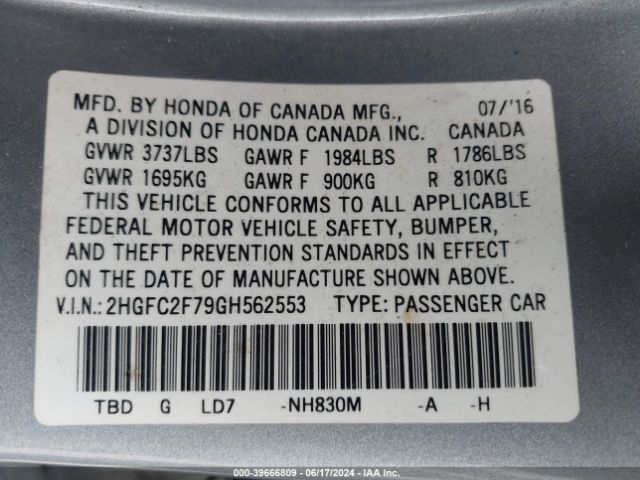 MFD. BY HONDA OF CANADA MFG., 07/'16
A DIVISION OF HONDA CANADA INC. CANADA
GVWR 3737LBS GAWR F 1984LBS R 1786LBS
GVWR 1695KG GAWR F 900KG R 810KG
THIS VEHICLE CONFORMS TO ALL APPLICABLE
FEDERAL MOTOR VEHICLE SAFETY, BUMPER,
AND THEFT PREVENTION STANDARDS IN EFFECT
ON THE DATE OF MANUFACTURE SHOWN ABOVE.
V.I.N.: 2HGFC2F79GH562553 TYPE: PASSENGER CAR
TBD G LD7 -NH830M -A -H
000-39666809 - 06/17/2024 - IAA Inc.